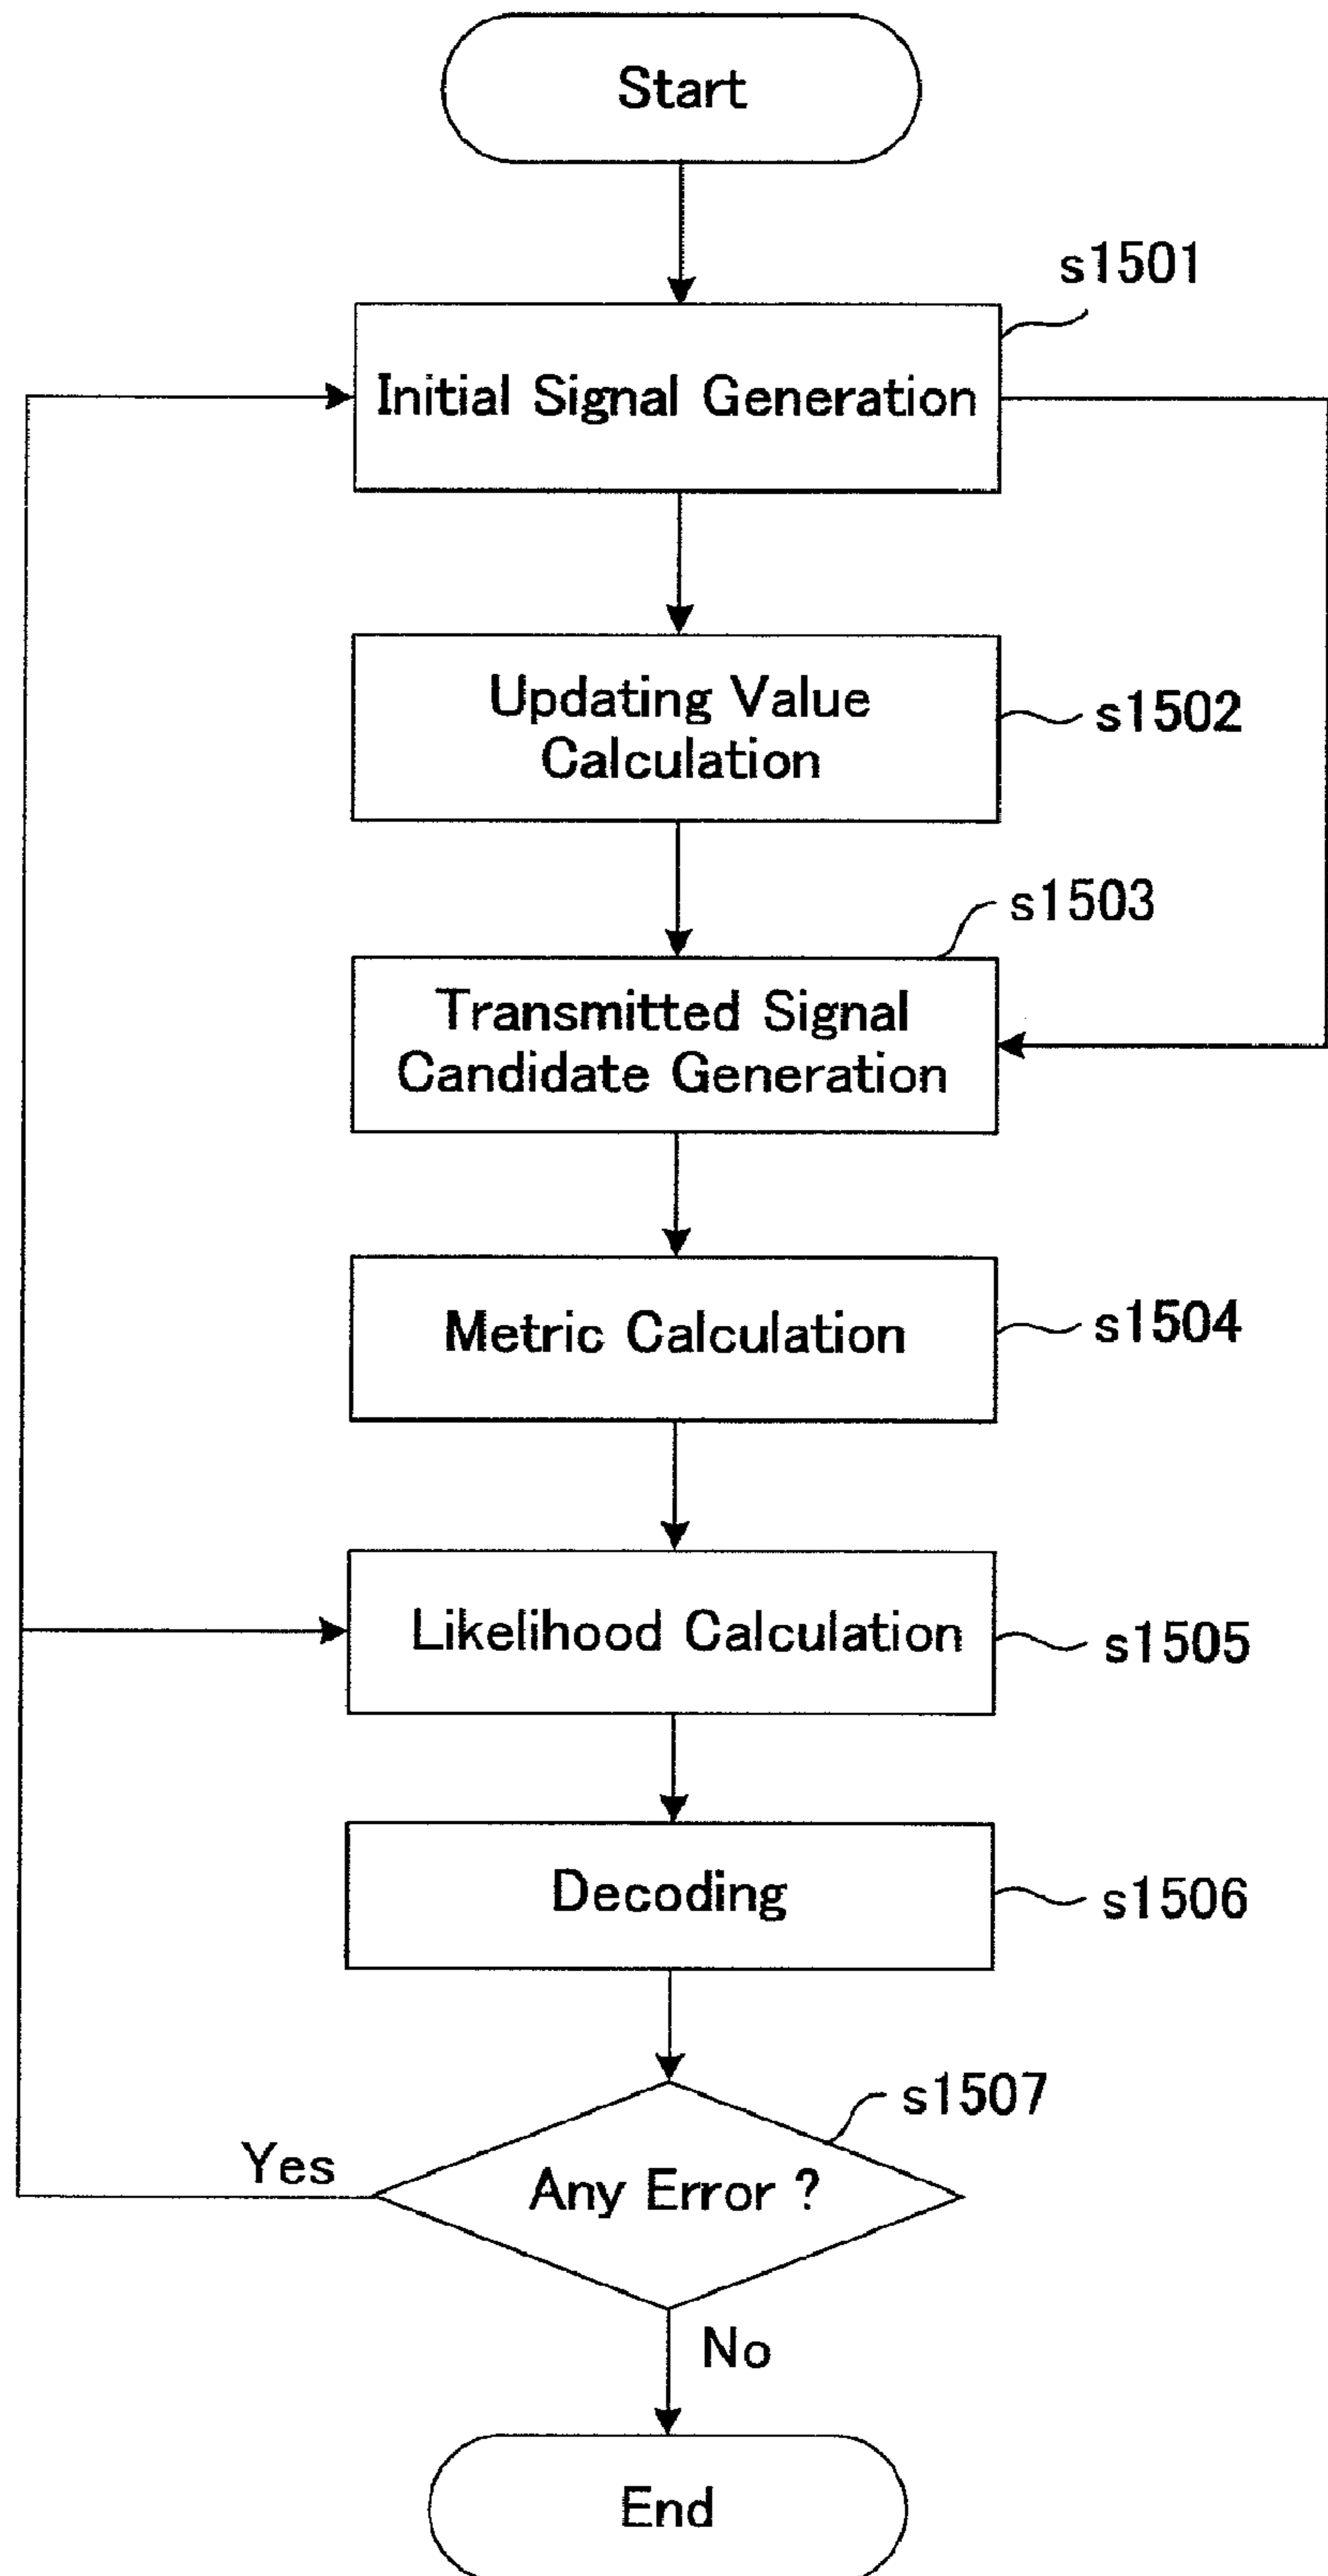 Start
s1501
Initial Signal Generation
Updating Value
Calculation
s1502
s1503
Transmitted Signal
Candidate Generation
Metric Calculation
s1504
Likelihood Calculation
s1505
Decoding
s1506
s1507
Yes
Any Error ?
No
End